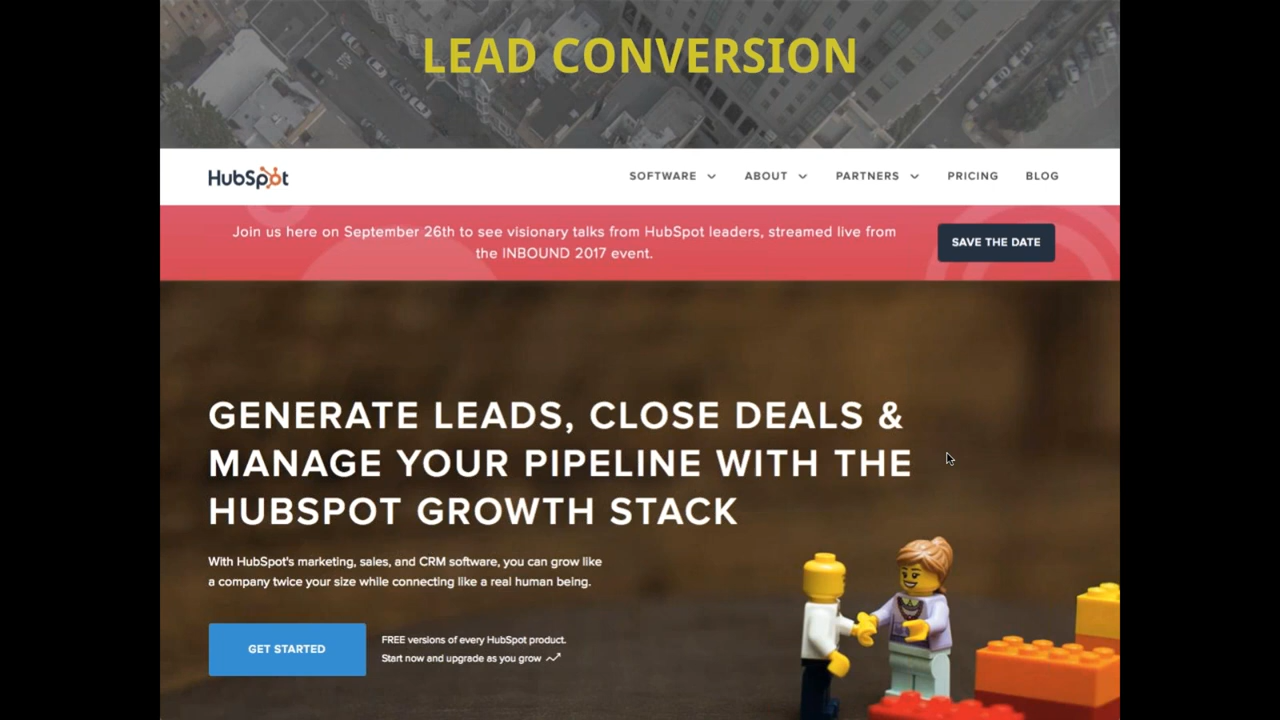 LEAD CONVERSION
HubSpot
SOFTWARE ABOUT PARTNERS PRICING BLOG
Join us here on September 26th to see visionary talks from HubSpot leaders, streamed live from
the INBOUND 2017 event.
SAVE THE DATE
GENERATE LEADS, CLOSE DEALS &
MANAGE YOUR PIPELINE WITH THE
HUBSPOT GROWTH STACK
With HubSpot's marketing, sales, and CRM software, you can grow like
a company twice your size while connecting like a real human being.
GET STARTED
FREE versions of every HubSpot product.
Start now and upgrade as you grow